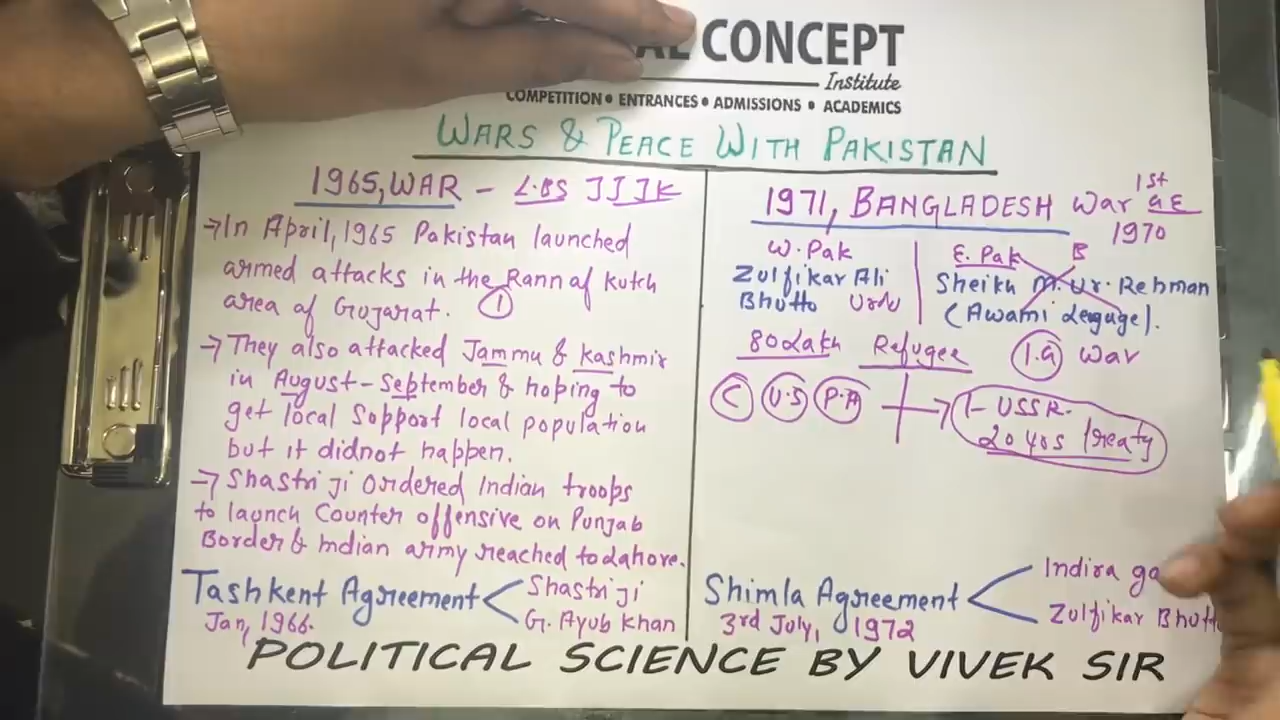 CONCEPT
Institute
COMPETITION • ENTRANCES • ADMISSIONS • ACADEMICS
WARS & PEACE WITH PAKISTAN
1965, WAR - L.BS JJJK
→ In April, 1965 Pakistan launched
armed attacks in the Rann of kutch
area of Gujarat. 1
→ They also attacked Jammu & kashmir
in August - September & hoping to
get local support local population
but it didnot happen.
→ Shastri ji ordered Indian troops
to launch Counter offensive on Punjab
Border & Indian army reached to Lahore.
Tashkent Agreement
Jan, 1966.
Shastri ji
G. Ayub khan
1971, BANGLADESH War 1st G E
1970
W. Pak
Zulfikar Ali
Bhutto Urdu
E. Pak B
Sheikh M. Ur. Rehman
(Awami League).
80 Lakh Refugee I.G War
C U.S P.A → I - USSR.
20 yrs treaty
Shimla Agreement
3rd July, 1972
Indira
Zulfikar Bhutto
POLITICAL SCIENCE BY VIVEK SIR